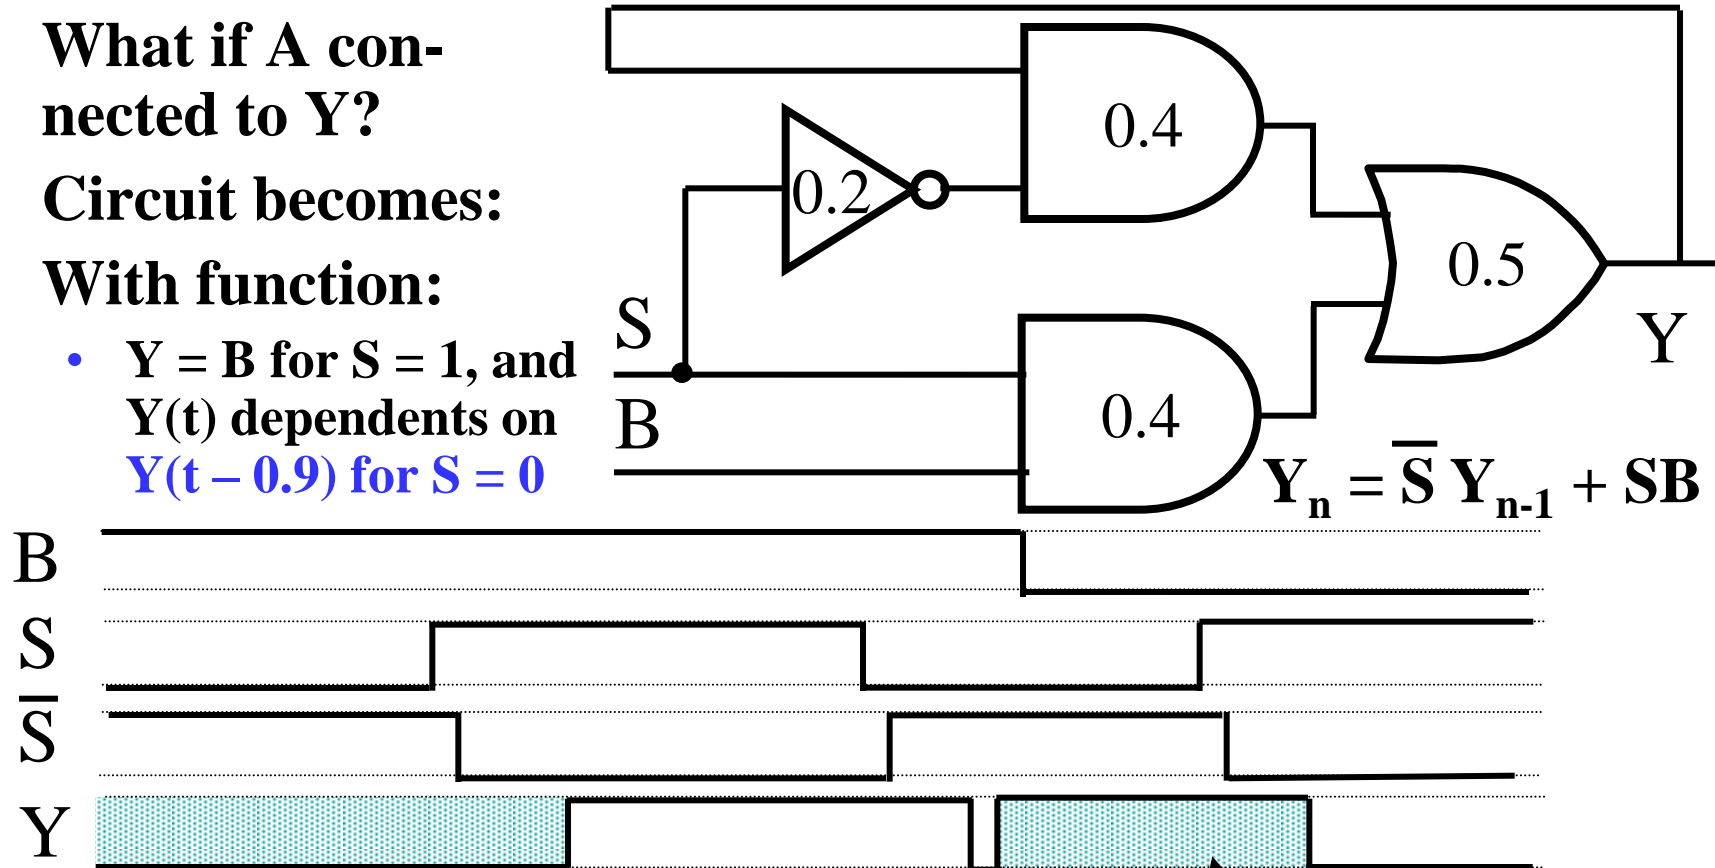 What if A con-
nected to Y?
Circuit becomes:
With function:
• Y = B for S = 1, and
Y(t) dependents on
Y(t – 0.9) for S = 0
0.4
0.2
0.5
S
Y
B
0.4
Yₙ = S̅ Yₙ₋₁ + SB
B
S
S̅
Y